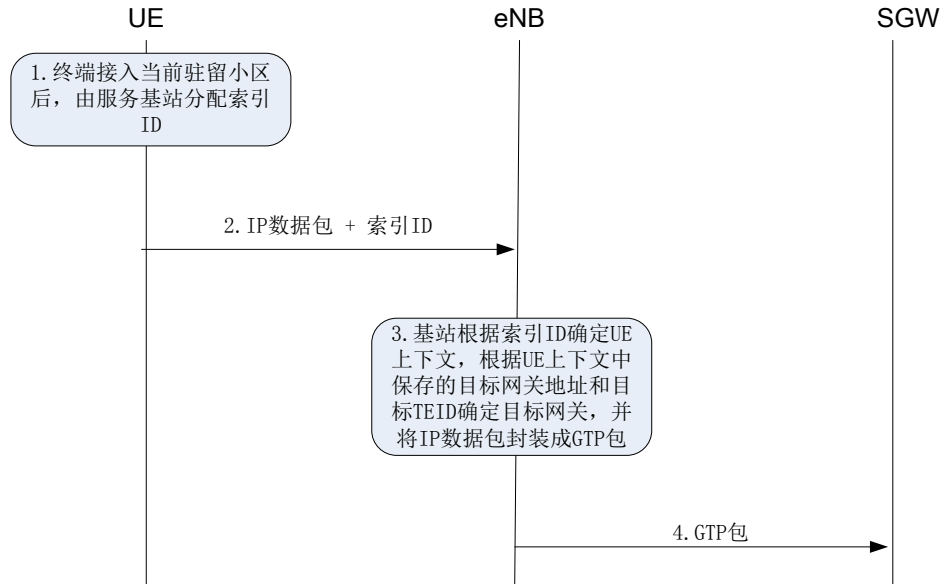 UE
eNB
SGW
1.终端接入当前驻留小区
后，由服务基站分配索引
ID
2.IP数据包 + 索引ID
3.基站根据索引ID确定UE
上下文，根据UE上下文中
保存的目标网关地址和目
标TEID确定目标网关，并
将IP数据包封装成GTP包
4.GTP包